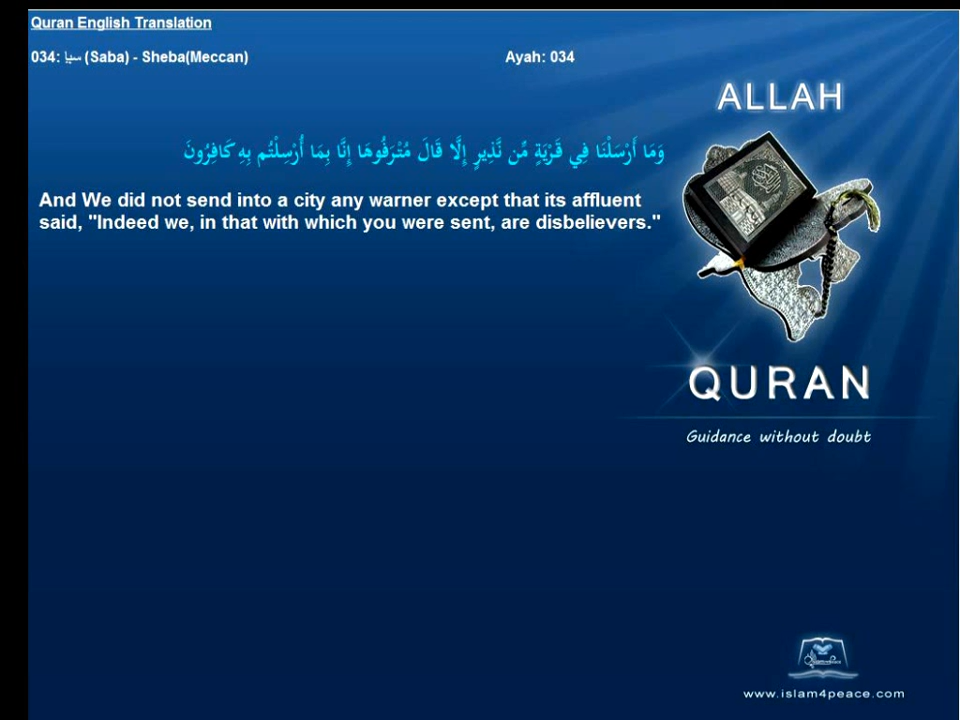 Quran English Translation
034: سبإ (Saba) - Sheba(Meccan)
Ayah: 034
وَمَا أَرْسَلْنَا فِي قَرْيَةٍ مِّن نَّذِيرٍ إِلَّا قَالَ مُتْرَفُوهَا إِنَّا بِمَا أُرْسِلْتُم بِهِ كَافِرُونَ
And We did not send into a city any warner except that its affluent
said, "Indeed we, in that with which you were sent, are disbelievers."
ALLAH
QURAN
Guidance without doubt
www.islam4peace.com